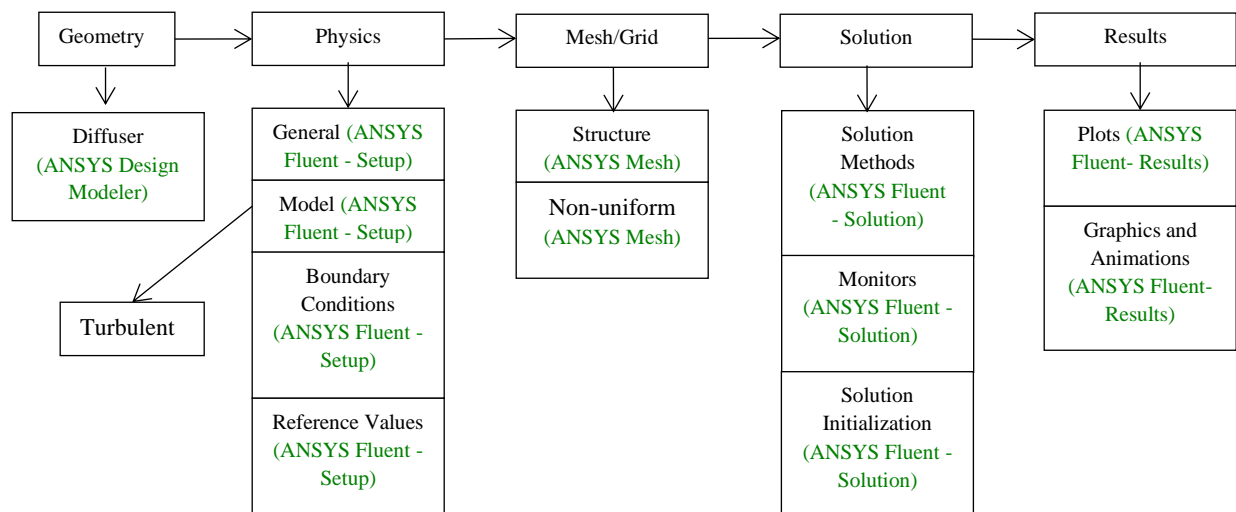 Geometry
Physics
Mesh/Grid
Solution
Results
Diffuser
(ANSYS Design
Modeler)
General (ANSYS
Fluent - Setup)
Model (ANSYS
Fluent - Setup)
Boundary
Conditions
(ANSYS Fluent -
Setup)
Reference Values
(ANSYS Fluent -
Setup)
Turbulent
Structure
(ANSYS Mesh)
Non-uniform
(ANSYS Mesh)
Solution
Methods
(ANSYS Fluent
- Solution)
Monitors
(ANSYS Fluent -
Solution)
Solution
Initialization
(ANSYS Fluent -
Solution)
Plots (ANSYS
Fluent- Results)
Graphics and
Animations
(ANSYS Fluent-
Results)